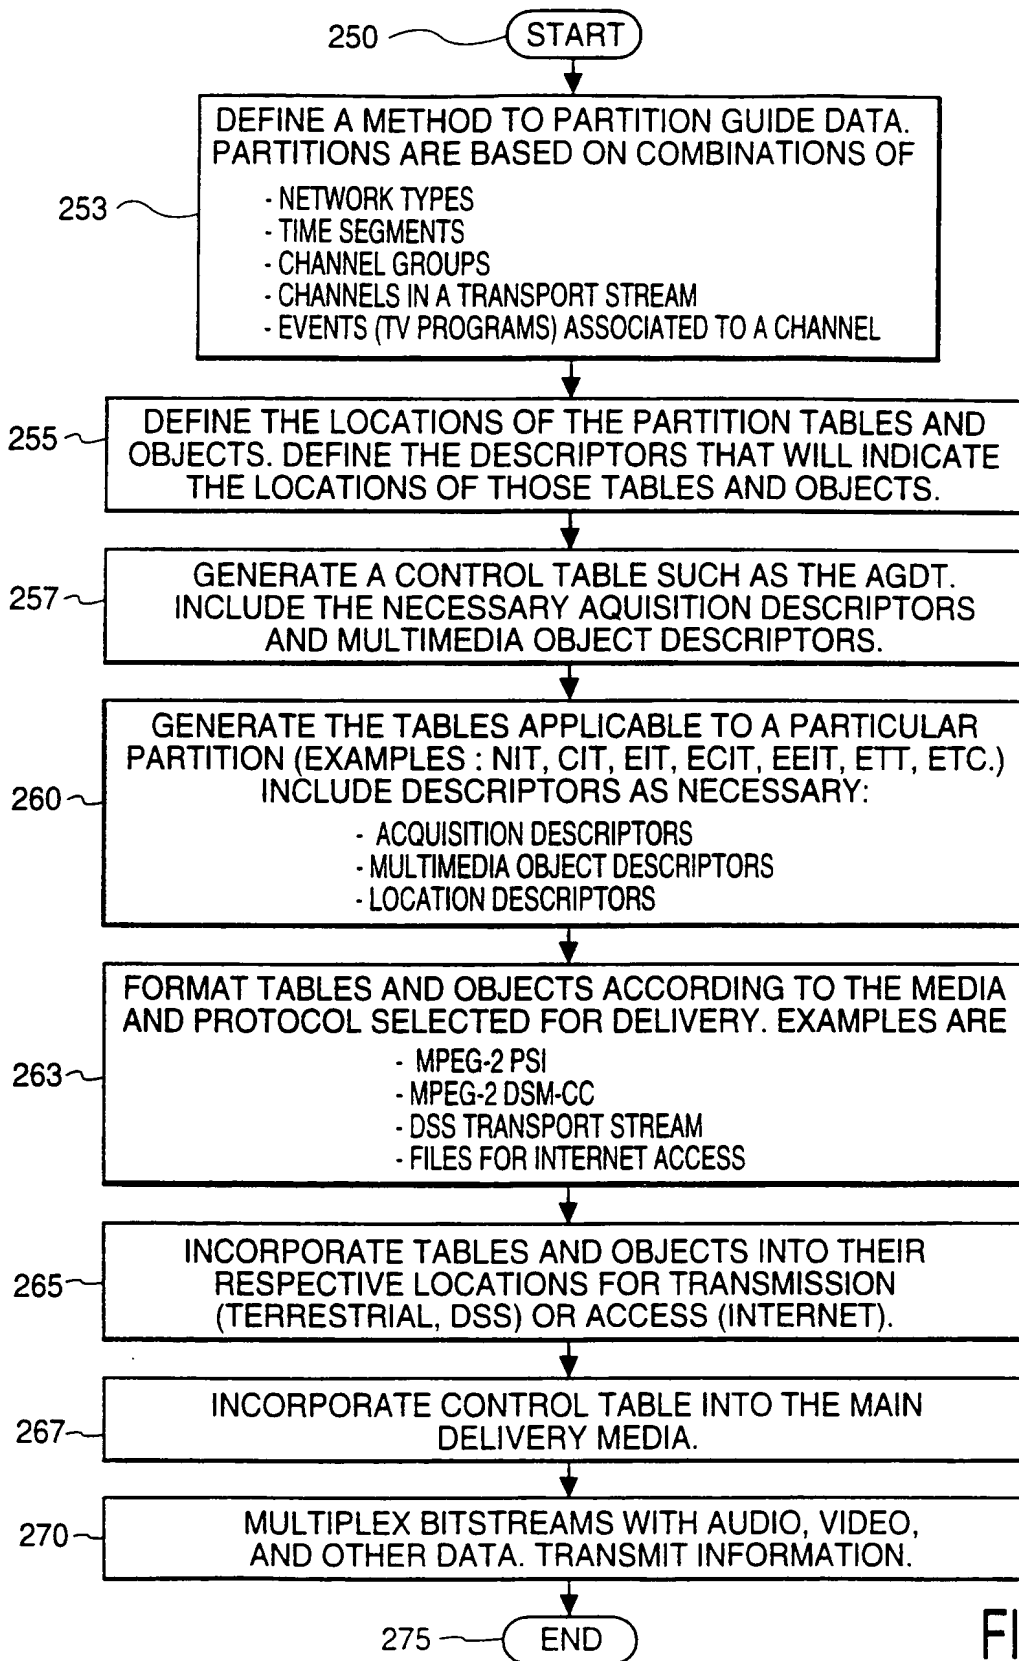 250
START
DEFINE A METHOD TO PARTITION GUIDE DATA.
PARTITIONS ARE BASED ON COMBINATIONS OF
253
- NETWORK TYPES
- TIME SEGMENTS
- CHANNEL GROUPS
- CHANNELS IN A TRANSPORT STREAM
- EVENTS (TV PROGRAMS) ASSOCIATED TO A CHANNEL
255
DEFINE THE LOCATIONS OF THE PARTITION TABLES AND
OBJECTS. DEFINE THE DESCRIPTORS THAT WILL INDICATE
THE LOCATIONS OF THOSE TABLES AND OBJECTS.
257
GENERATE A CONTROL TABLE SUCH AS THE AGDT.
INCLUDE THE NECESSARY AQUISITION DESCRIPTORS
AND MULTIMEDIA OBJECT DESCRIPTORS.
260
GENERATE THE TABLES APPLICABLE TO A PARTICULAR
PARTITION (EXAMPLES : NIT, CIT, EIT, ECIT, EEIT, ETT, ETC.)
INCLUDE DESCRIPTORS AS NECESSARY:
- ACQUISITION DESCRIPTORS
- MULTIMEDIA OBJECT DESCRIPTORS
- LOCATION DESCRIPTORS
263
FORMAT TABLES AND OBJECTS ACCORDING TO THE MEDIA
AND PROTOCOL SELECTED FOR DELIVERY. EXAMPLES ARE
- MPEG-2 PSI
- MPEG-2 DSM-CC
- DSS TRANSPORT STREAM
- FILES FOR INTERNET ACCESS
265
INCORPORATE TABLES AND OBJECTS INTO THEIR
RESPECTIVE LOCATIONS FOR TRANSMISSION
(TERRESTRIAL, DSS) OR ACCESS (INTERNET).
267
INCORPORATE CONTROL TABLE INTO THE MAIN
DELIVERY MEDIA.
270
MULTIPLEX BITSTREAMS WITH AUDIO, VIDEO,
AND OTHER DATA. TRANSMIT INFORMATION.
275
END